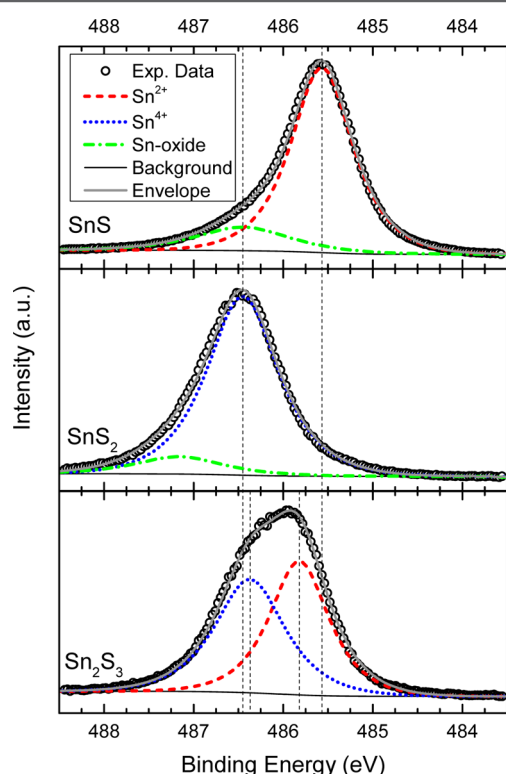 488 487 486 485 484
Exp. Data
Sn2+
Sn4+
Sn-oxide
Background
Envelope
SnS
SnS2
Sn2S3
Intensity (a.u.)
488 487 486 485 484
Binding Energy (eV)